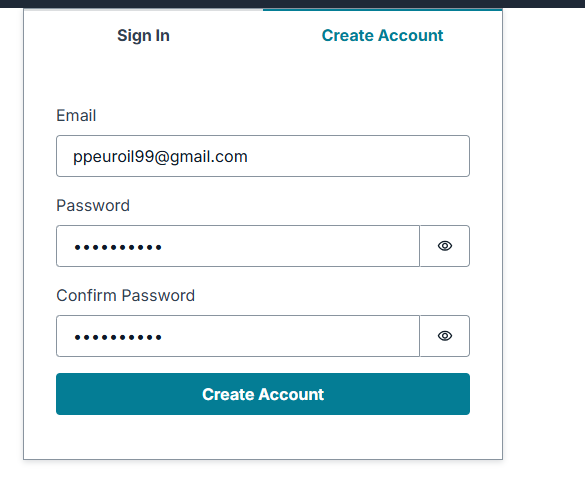 Sign In
Create Account
Email
ppeuroil99@gmail.com
Password
••••••••••
Confirm Password
••••••••••
Create Account